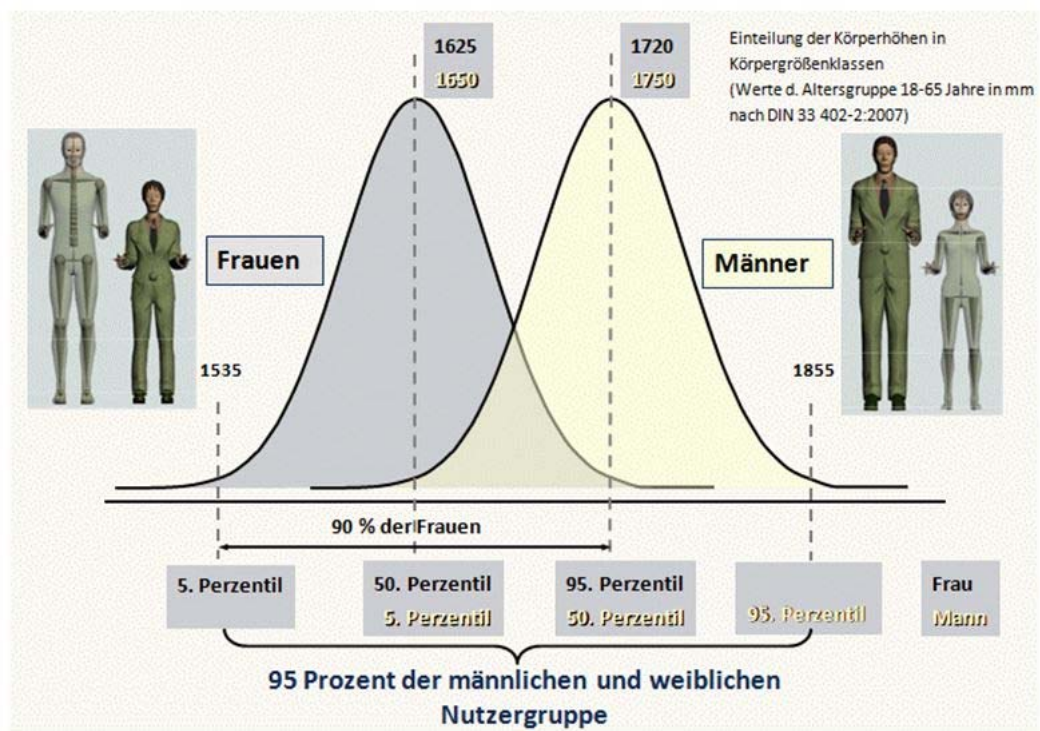 1625
1650
1720
1750
Einteilung der Körperhöhen in
Körpergrößenklassen
(Werte d. Altersgruppe 18-65 Jahre in mm
nach DIN 33 402-2:2007)
Frauen
Männer
1535
1855
90 % der Frauen
5. Perzentil
50. Perzentil
5. Perzentil
95. Perzentil
50. Perzentil
95. Perzentil
Frau
Mann
95 Prozent der männlichen und weiblichen
Nutzergruppe